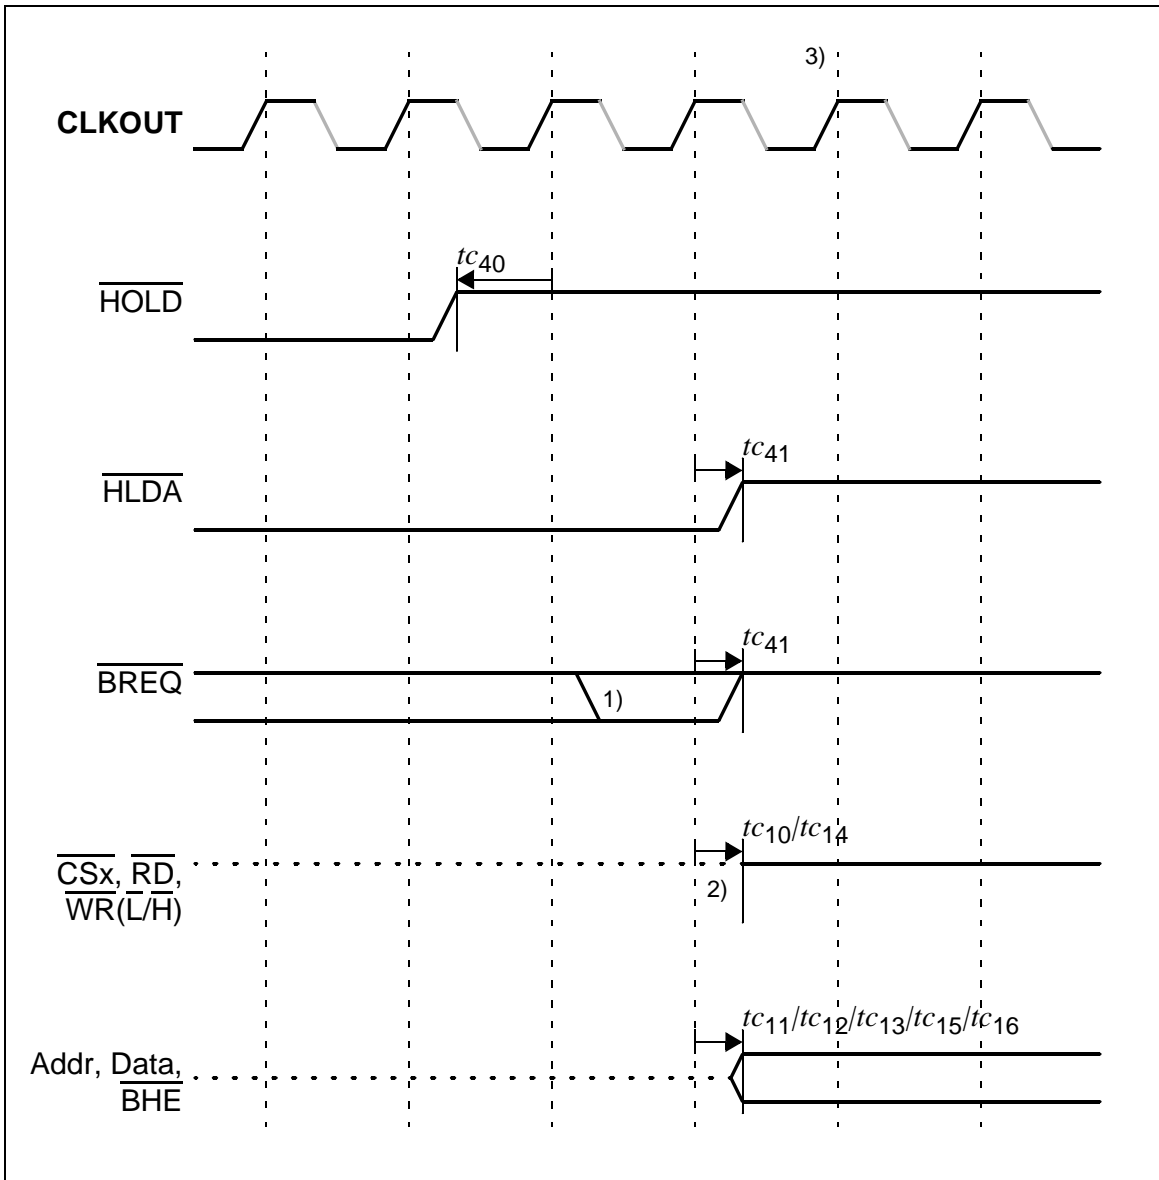 3)
CLKOUT
tc40
HOLD
tc41
HLDA
tc41
BREQ
1)
tc10/tc14
CSx, RD,
WR(L/H)
2)
tc11/tc12/tc13/tc15/tc16
Addr, Data,
BHE